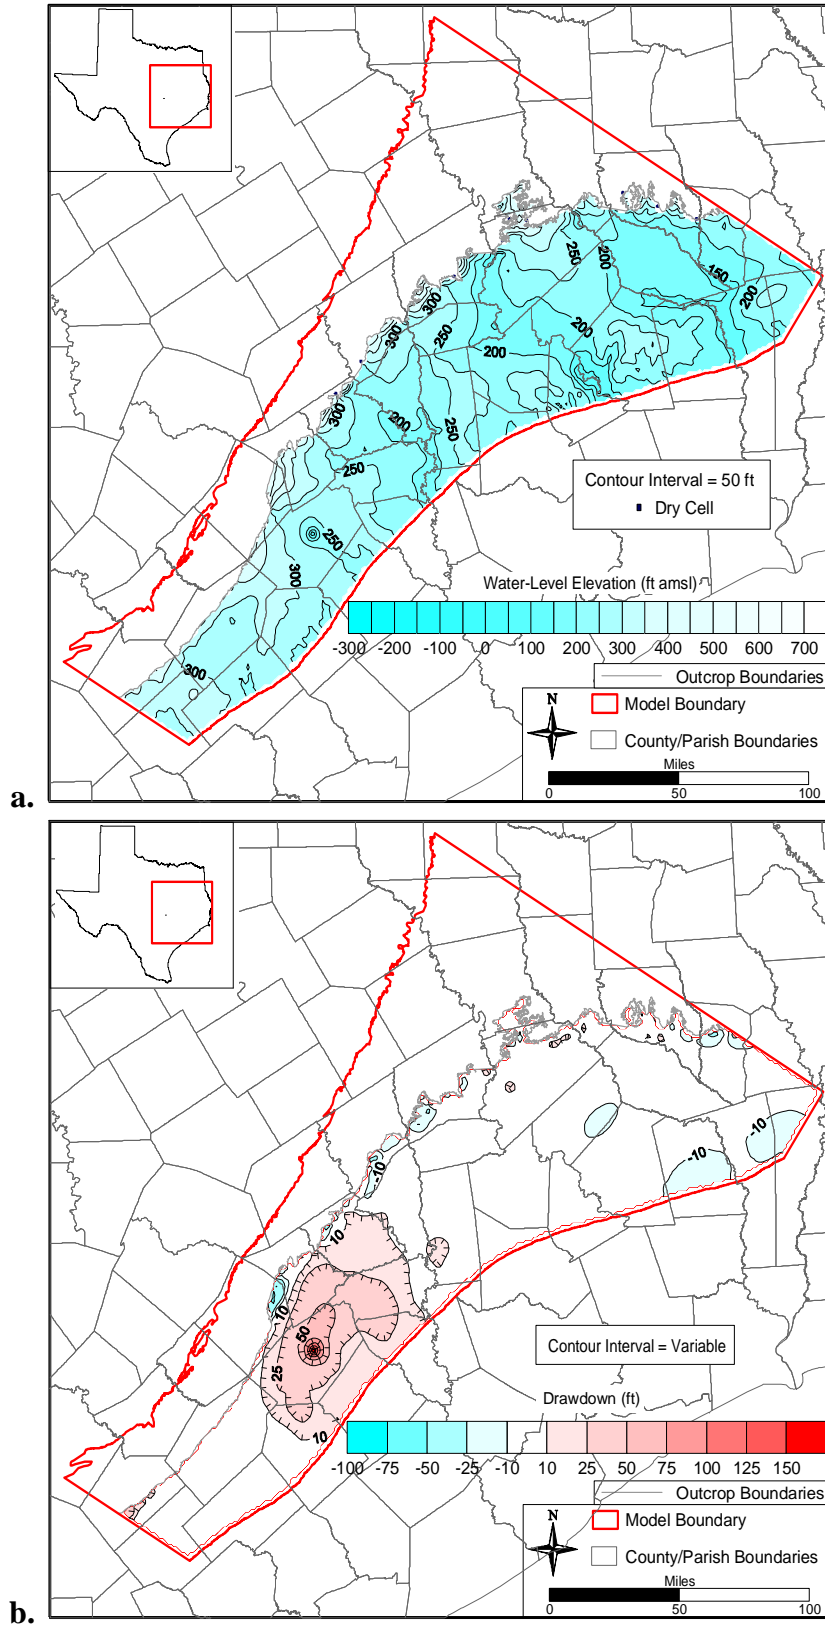 250
200
150
200
300
300
250
300
200
200
300
200
250
250
250
300
300
Contour Interval = 50 ft
Dry Cell
Water-Level Elevation (ft amsl)
-300 -200 -100 0 100 200 300 400 500 600 700
Outcrop Boundaries
N
Model Boundary
County/Parish Boundaries
Miles
0 50 100
a.
-10
-10
-10
10
10
50
25
10
Contour Interval = Variable
Drawdown (ft)
-100 -75 -50 -25 -10 10 25 50 75 100 125 150
Outcrop Boundaries
N
Model Boundary
County/Parish Boundaries
Miles
0 50 100
b.